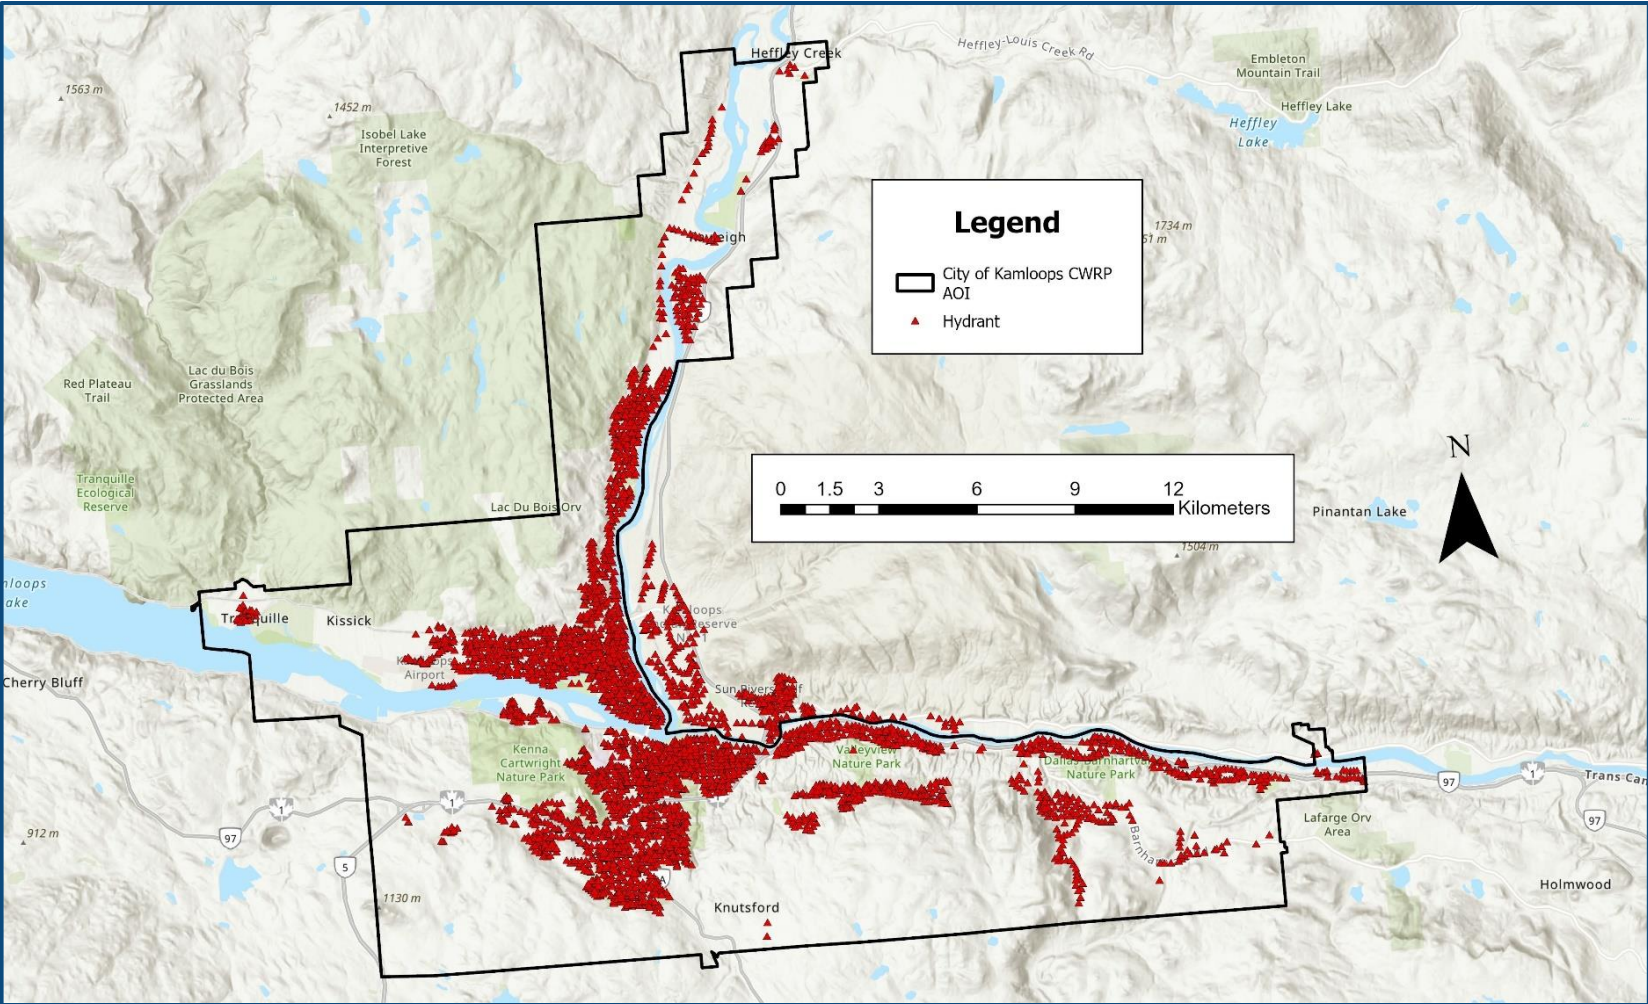 Heffley Creek
Heffley-Louis Creek Rd
Embleton
Mountain Trail
1563 m
1452 m
Heffley Lake
Isobel Lake
Interpretive
Forest
Heffley
Lake
Legend
1734 m
City of Kamloops CWRP
AOI
Hydrant
Lac du Bois
Grasslands
Protected Area
Red Plateau
Trail
Tranquille
Ecological
Reserve
Lac Du Bois Orv
0 1.5 3 6 9 12
Kilometers
N
Pinantan Lake
1504 m
Kissick
Airport
Cherry Bluff
Kenna
Cartwright
Nature Park
Valleyview
Nature Park
Nature Park
97
1
Trans Can
1
1
97
5
97
912 m
Lafarge Orv
Area
1130 m
Knutsford
Holmwood